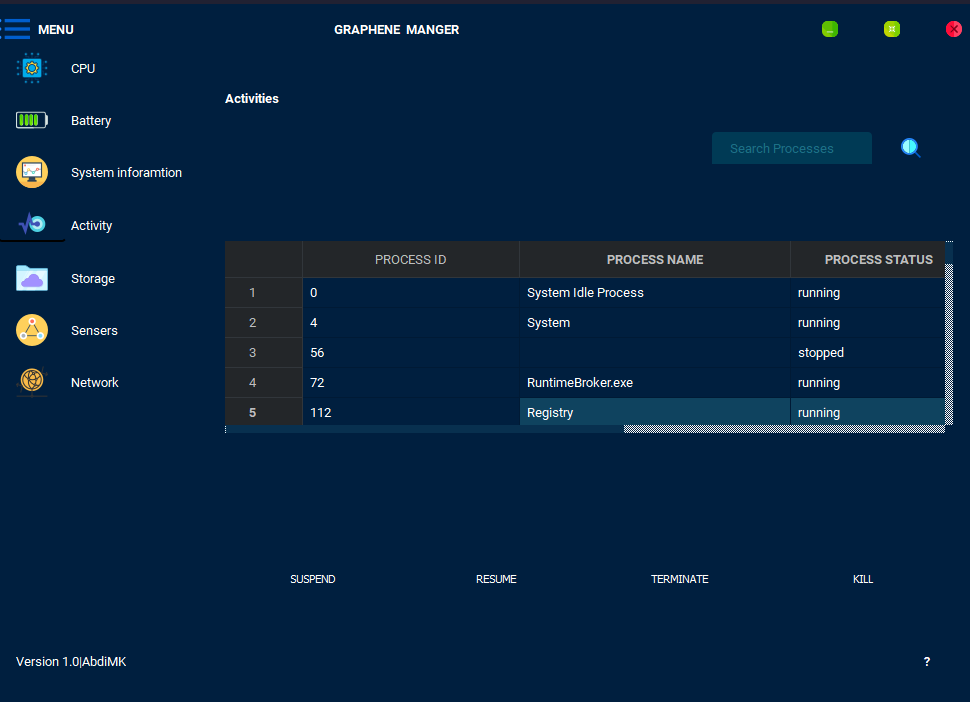 MENU
GRAPHENE MANGER
CPU
Activities
Battery
Search Processes
System inforamtion
Activity
Storage
Sensers
Network
PROCESS ID PROCESS NAME PROCESS STATUS
1 0 System Idle Process running
2 4 System running
3 56 stopped
4 72 RuntimeBroker.exe running
5 112 Registry running
SUSPEND RESUME TERMINATE KILL
Version 1.0|AbdiMK
?